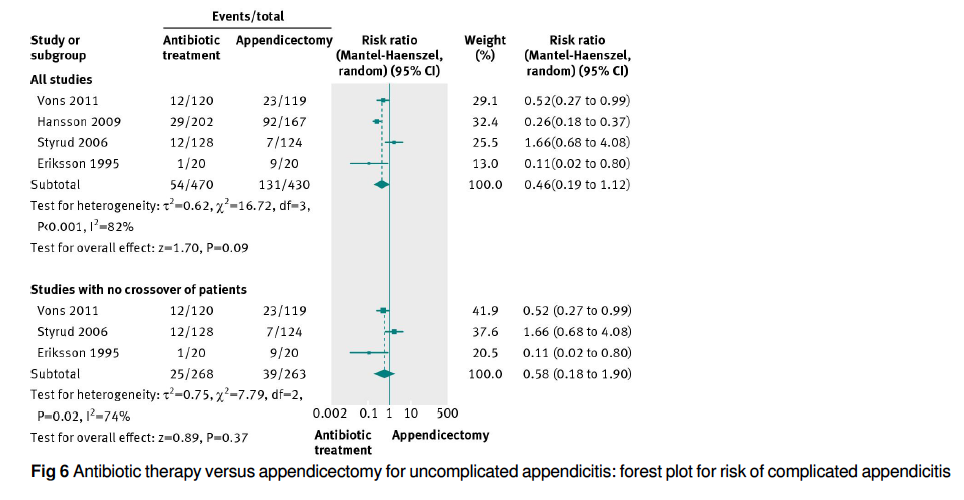 Events/total
Study or subgroup Antibiotic treatment Appendicectomy Risk ratio (Mantel-Haenszel, random) (95% CI) Weight (%) Risk ratio (Mantel-Haenszel, random) (95% CI)
All studies
Vons 2011 12/120 23/119 29.1 0.52(0.27 to 0.99)
Hansson 2009 29/202 92/167 32.4 0.26(0.18 to 0.37)
Styrud 2006 12/128 7/124 25.5 1.66(0.68 to 4.08)
Eriksson 1995 1/20 9/20 13.0 0.11(0.02 to 0.80)
Subtotal 54/470 131/430 100.0 0.46(0.19 to 1.12)
Test for heterogeneity: τ²=0.62, χ²=16.72, df=3,
P<0.001, I²=82%
Test for overall effect: z=1.70, P=0.09
Studies with no crossover of patients
Vons 2011 12/120 23/119 41.9 0.52 (0.27 to 0.99)
Styrud 2006 12/128 7/124 37.6 1.66 (0.68 to 4.08)
Eriksson 1995 1/20 9/20 20.5 0.11 (0.02 to 0.80)
Subtotal 25/268 39/263 100.0 0.58 (0.18 to 1.90)
Test for heterogeneity: τ²=0.75, χ²=7.79, df=2,
P=0.02, I²=74%
Test for overall effect: z=0.89, P=0.37
0.002 0.1 1 10 500
Antibiotic treatment Appendicectomy
Fig 6 Antibiotic therapy versus appendicectomy for uncomplicated appendicitis: forest plot for risk of complicated appendicitis